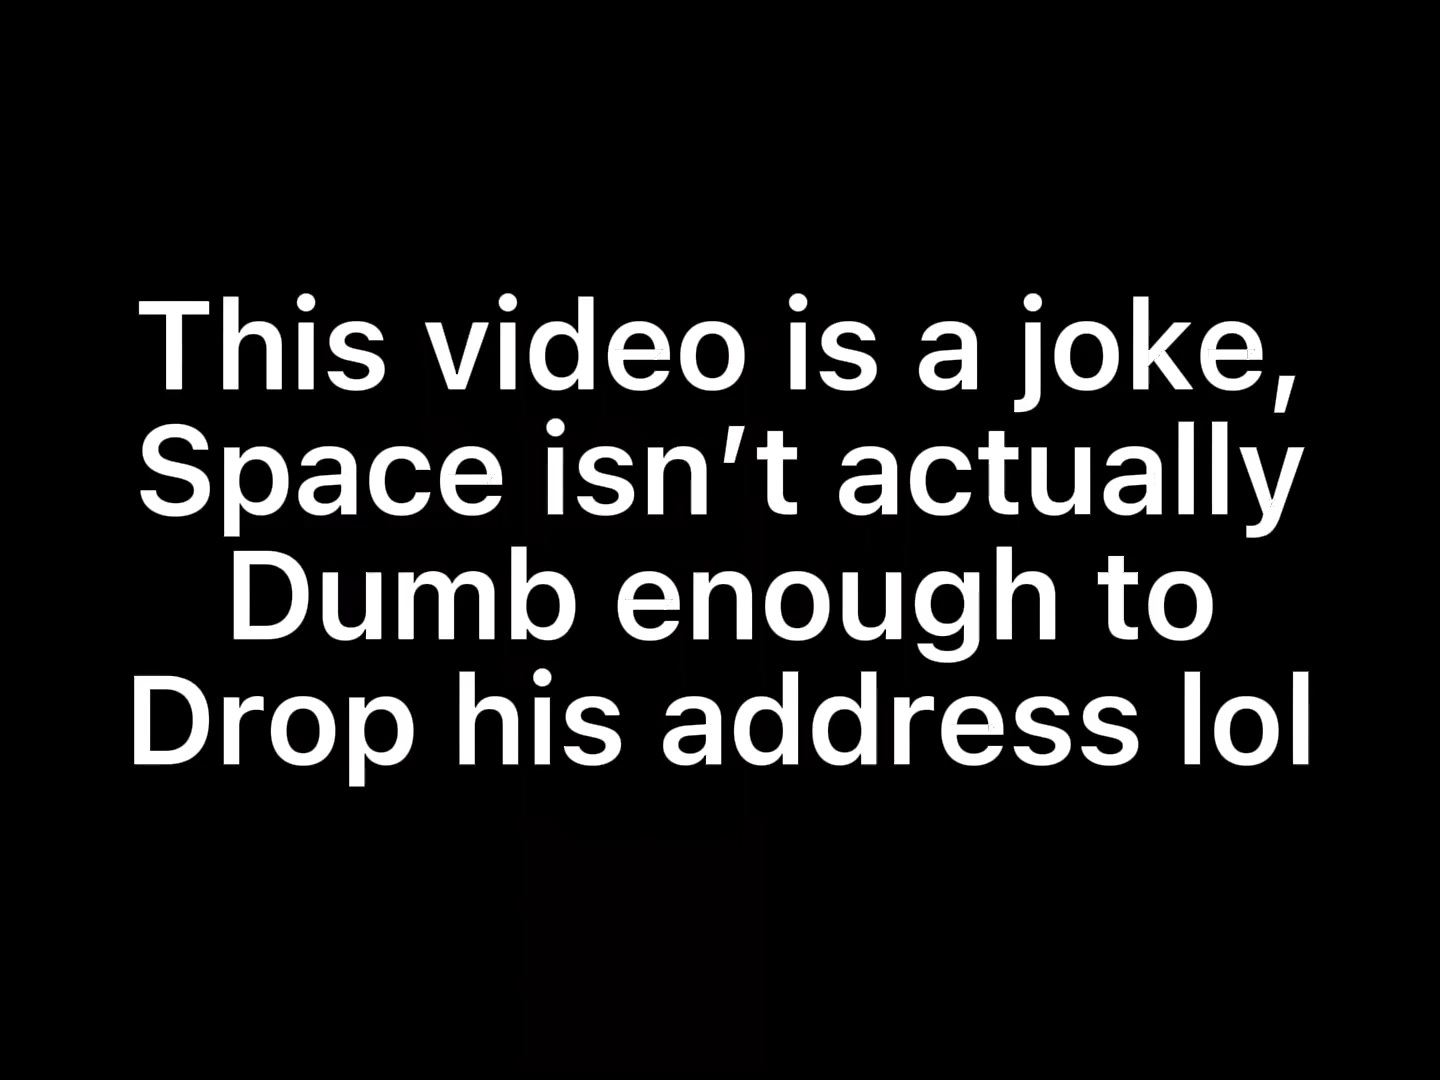 This video is a joke,
Space isn’t actually
Dumb enough to
Drop his address lol